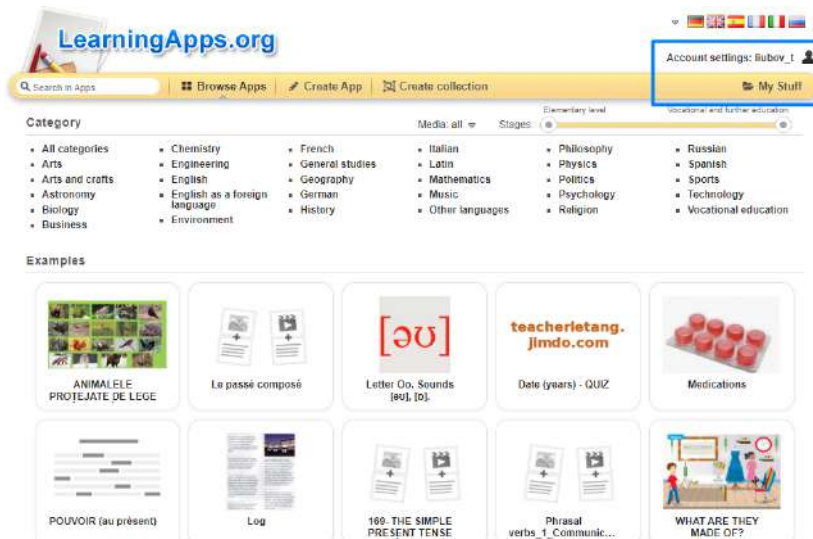 LearningApps.org
Account settings: liubov_t
Search in Apps
Browse Apps
Create App
Create collection
My Stuff
Category
Media: all
Stages
Elementary level
Vocational and further education
All categories
Arts
Arts and crafts
Astronomy
Biology
Business
Chemistry
Engineering
English
English as a foreign
language
Environment
French
General studies
Geography
German
History
Italian
Latin
Mathematics
Music
Other languages
Philosophy
Physics
Politics
Psychology
Religion
Russian
Spanish
Sports
Technology
Vocational education
Examples
ANIMALELE
PROTEJATE DE LEGE
Le passé composé
[əʊ]
Letter Oo. Sounds
[əu], [ɒ].
teacherletang.
jimdo.com
Date (years) - QUIZ
Medications
POUVOIR (au présent)
Log
169- THE SIMPLE
PRESENT TENSE
Phrasal
verbs_1_Communic...
WHAT ARE THEY
MADE OF?